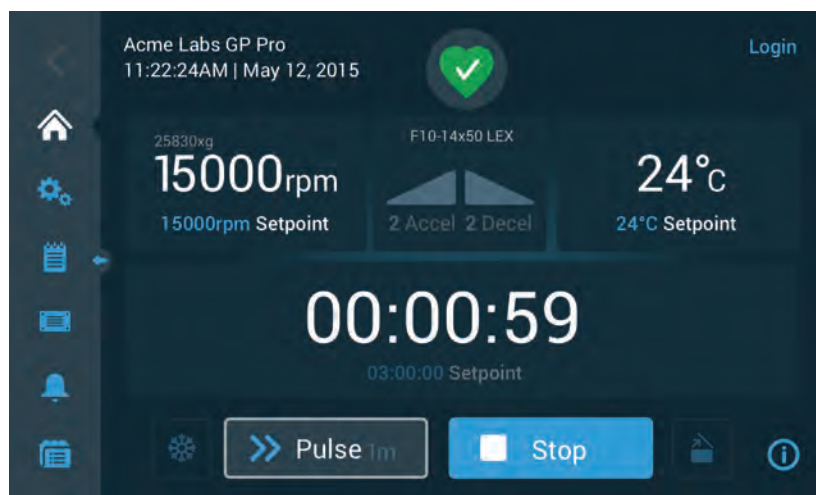 Acme Labs GP Pro
Login
11:22:24AM | May 12, 2015
25830xg
F10-14x50 LEX
15000rpm
24°C
15000rpm Setpoint
2 Accel 2 Decel
24°C Setpoint
00:00:59
03:00:00 Setpoint
Pulse 1m
Stop